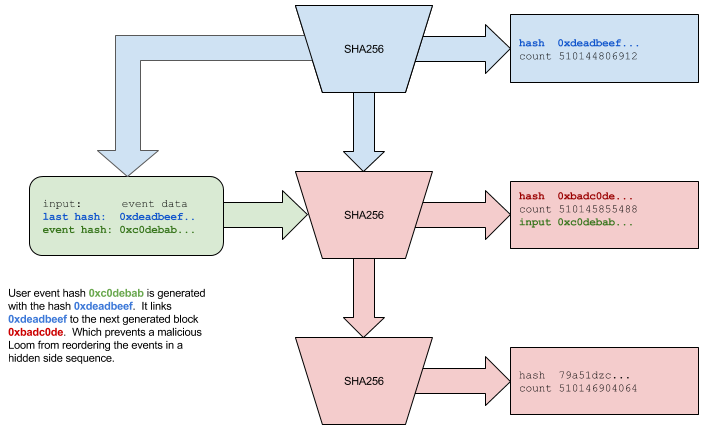 SHA256
hash 0xdeadbeef...
count 510144806912
input: event data
last hash: 0xdeadbeef..
event hash: 0xc0debab...
SHA256
hash 0xbadc0de...
count 510145855488
input 0xc0debab...
User event hash 0xc0debab is generated
with the hash 0xdeadbeef. It links
0xdeadbeef to the next generated block
0xbadc0de. Which prevents a malicious
Loom from reordering the events in a
hidden side sequence.
SHA256
hash 79a51dzc...
count 510146904064